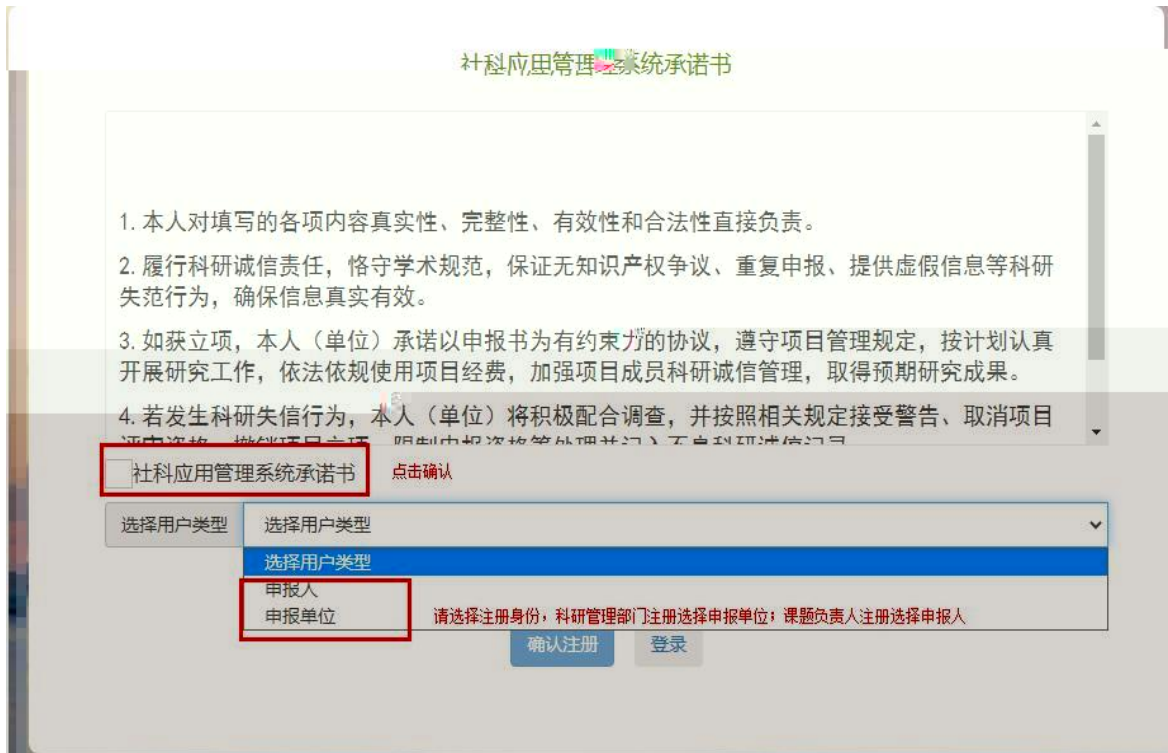 社科应用管理系统承诺书
1. 本人对填写的各项内容真实性、完整性、有效性和合法性直接负责。
2. 履行科研诚信责任，恪守学术规范，保证无知识产权争议、重复申报、提供虚假信息等科研
失范行为，确保信息真实有效。
3. 如获立项，本人（单位）承诺以申报书为有约束力的协议，遵守项目管理规定，按计划认真
开展研究工作，依法依规使用项目经费，加强项目成员科研诚信管理，取得预期研究成果。
4. 若发生科研失信行为，本人（单位）将积极配合调查，并按照相关规定接受警告、取消项目
社科应用管理系统承诺书 点击确认
选择用户类型 选择用户类型
选择用户类型
申报人
申报单位 请选择注册身份，科研管理部门注册选择申报单位；课题负责人注册选择申报人
确认注册 登录